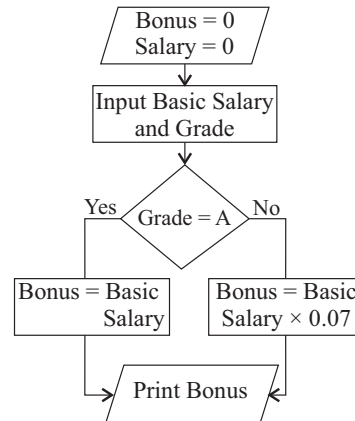 Bonus = 0
Salary = 0
Input Basic Salary
and Grade
Yes
Grade = A
No
Bonus = Basic
Salary
Bonus = Basic
Salary × 0.07
Print Bonus